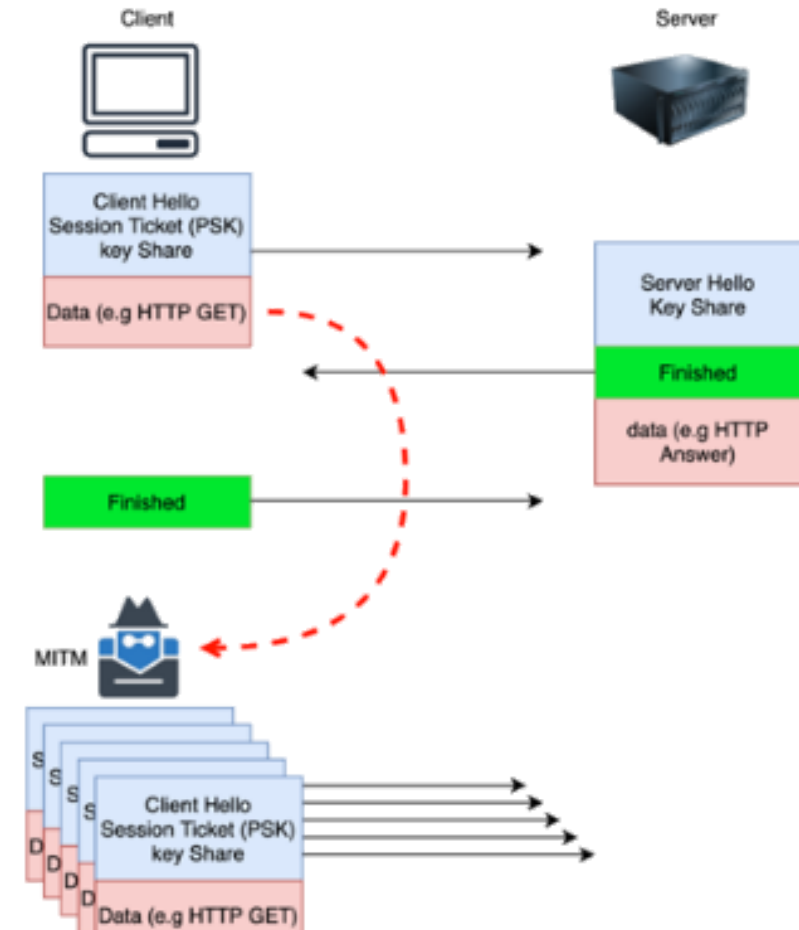 Client
Server
Client Hello
Session Ticket (PSK)
key Share
Data (e.g HTTP GET)
Server Hello
Key Share
Finished
data (e.g HTTP
Answer)
Finished
MITM
S
D
S
D
S
D
S
D
Client Hello
Session Ticket (PSK)
key Share
Data (e.g HTTP GET)